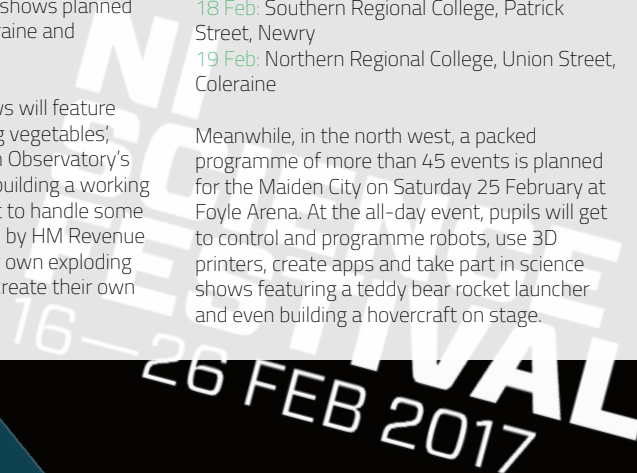 shows planned
raine and
ws will feature
g vegetables',
n Observatory's
building a working
t to handle some
by HM Revenue
own exploding
create their own
18 Feb: Southern Regional College, Patrick
Street, Newry
19 Feb: Northern Regional College, Union Street,
Coleraine
Meanwhile, in the north west, a packed
programme of more than 45 events is planned
for the Maiden City on Saturday 25 February at
Foyle Arena. At the all-day event, pupils will get
to control and programme robots, use 3D
printers, create apps and take part in science
shows featuring a teddy bear rocket launcher
and even building a hovercraft on stage.
NI
SCIENCE
FESTIVAL
16—26 FEB 2017